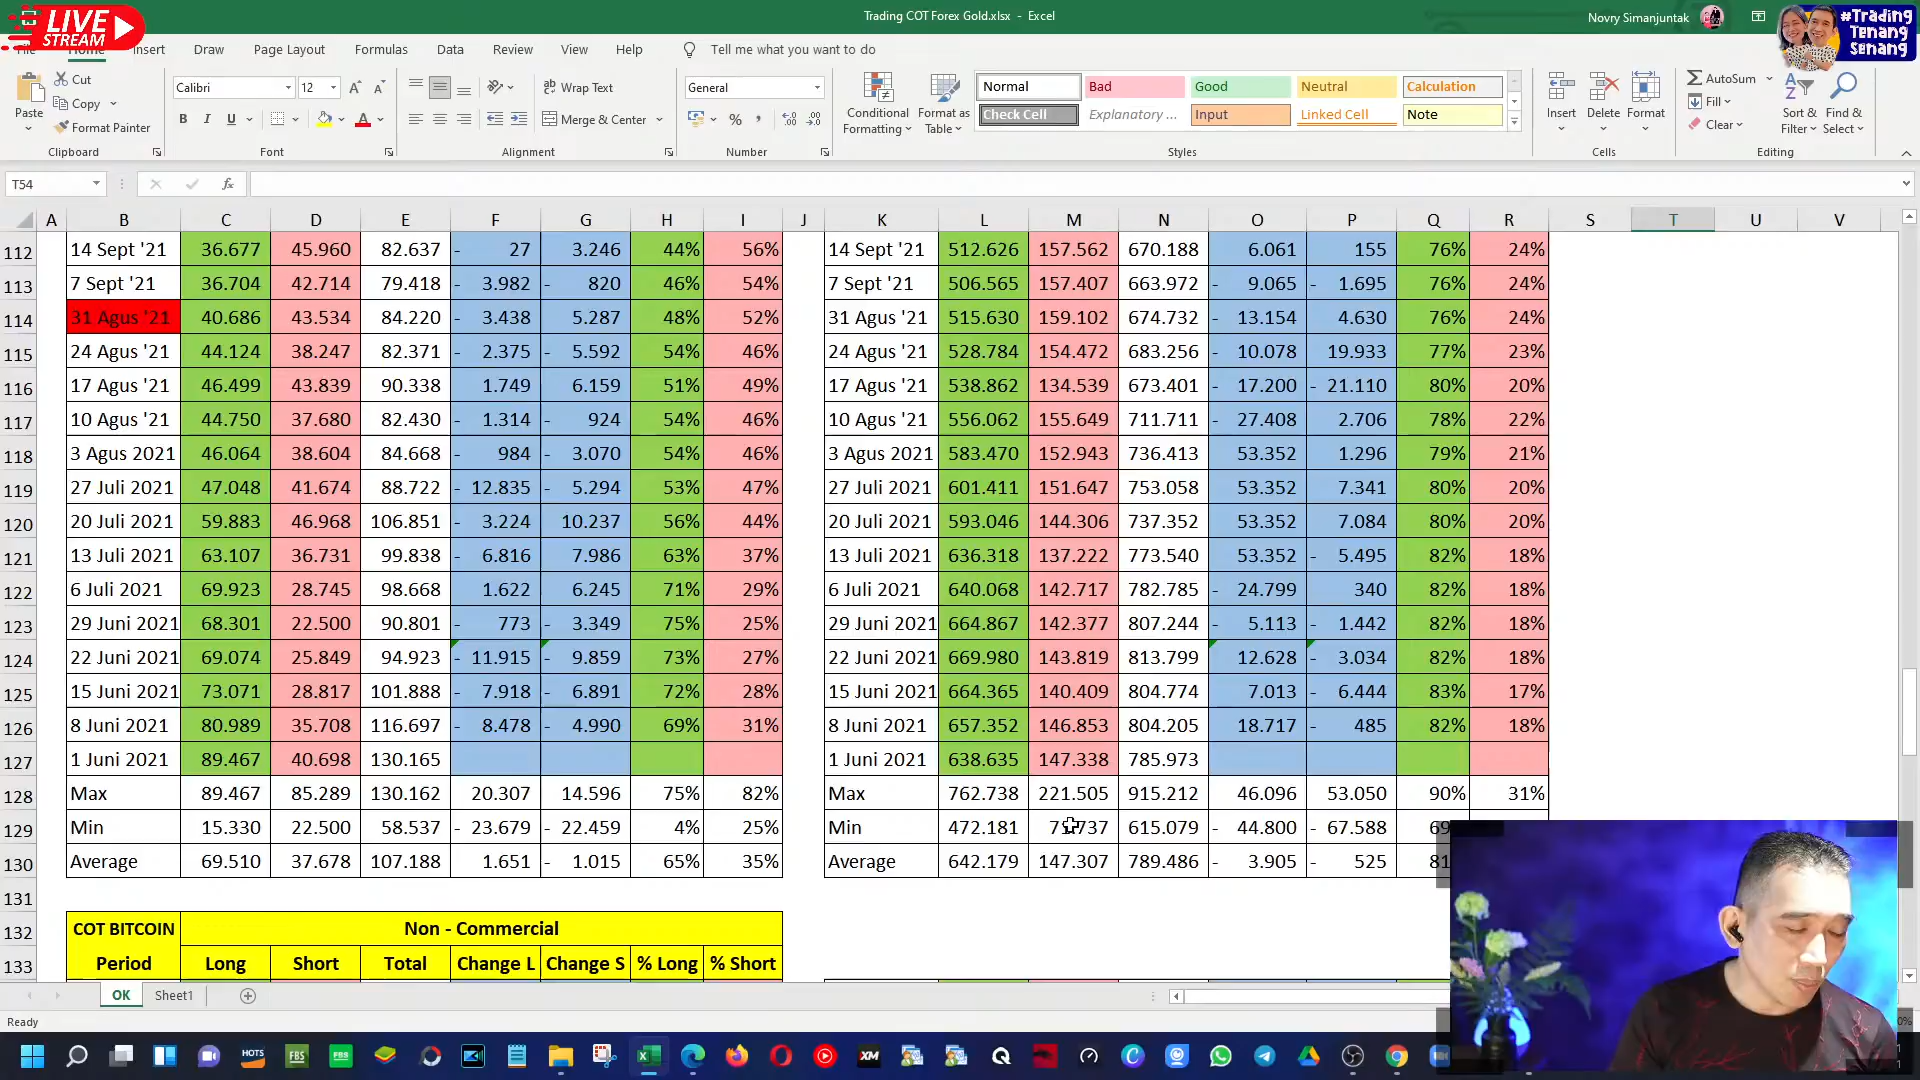 LIVE
STREAM
Trading COT Forex Gold.xlsx - Excel
Novry Simanjuntak
#Trading
Tenang
Senang
File Home Insert Draw Page Layout Formulas Data Review View Help Tell me what you want to do
Paste
Cut
Copy
Format Painter
Clipboard
Calibri 12
B I U
Font
Wrap Text
Merge & Center
Alignment
General
Number
Conditional
Formatting
Format as
Table
Normal Bad Good Neutral Calculation
Check Cell Explanatory ... Input Linked Cell Note
Styles
Insert Delete Format
Cells
AutoSum
Fill
Clear
Sort &
Filter
Find &
Select
Editing
T54 fx
A B C D E F G H I J K L M N O P Q R S T U V
112 14 Sept '21 36.677 45.960 82.637 - 27 3.246 44% 56% 14 Sept '21 512.626 157.562 670.188 6.061 155 76% 24%
113 7 Sept '21 36.704 42.714 79.418 - 3.982 - 820 46% 54% 7 Sept '21 506.565 157.407 663.972 - 9.065 - 1.695 76% 24%
114 31 Agus '21 40.686 43.534 84.220 - 3.438 5.287 48% 52% 31 Agus '21 515.630 159.102 674.732 - 13.154 4.630 76% 24%
115 24 Agus '21 44.124 38.247 82.371 - 2.375 - 5.592 54% 46% 24 Agus '21 528.784 154.472 683.256 - 10.078 19.933 77% 23%
116 17 Agus '21 46.499 43.839 90.338 1.749 6.159 51% 49% 17 Agus '21 538.862 134.539 673.401 - 17.200 - 21.110 80% 20%
117 10 Agus '21 44.750 37.680 82.430 - 1.314 - 924 54% 46% 10 Agus '21 556.062 155.649 711.711 - 27.408 2.706 78% 22%
118 3 Agus 2021 46.064 38.604 84.668 - 984 - 3.070 54% 46% 3 Agus 2021 583.470 152.943 736.413 53.352 1.296 79% 21%
119 27 Juli 2021 47.048 41.674 88.722 - 12.835 - 5.294 53% 47% 27 Juli 2021 601.411 151.647 753.058 53.352 7.341 80% 20%
120 20 Juli 2021 59.883 46.968 106.851 - 3.224 10.237 56% 44% 20 Juli 2021 593.046 144.306 737.352 53.352 7.084 80% 20%
121 13 Juli 2021 63.107 36.731 99.838 - 6.816 7.986 63% 37% 13 Juli 2021 636.318 137.222 773.540 53.352 - 5.495 82% 18%
122 6 Juli 2021 69.923 28.745 98.668 1.622 6.245 71% 29% 6 Juli 2021 640.068 142.717 782.785 - 24.799 340 82% 18%
123 29 Juni 2021 68.301 22.500 90.801 - 773 - 3.349 75% 25% 29 Juni 2021 664.867 142.377 807.244 - 5.113 - 1.442 82% 18%
124 22 Juni 2021 69.074 25.849 94.923 - 11.915 - 9.859 73% 27% 22 Juni 2021 669.980 143.819 813.799 12.628 - 3.034 82% 18%
125 15 Juni 2021 73.071 28.817 101.888 - 7.918 - 6.891 72% 28% 15 Juni 2021 664.365 140.409 804.774 7.013 - 6.444 83% 17%
126 8 Juni 2021 80.989 35.708 116.697 - 8.478 - 4.990 69% 31% 8 Juni 2021 657.352 146.853 804.205 18.717 - 485 82% 18%
127 1 Juni 2021 89.467 40.698 130.165 1 Juni 2021 638.635 147.338 785.973
128 Max 89.467 85.289 130.162 20.307 14.596 75% 82% Max 762.738 221.505 915.212 46.096 53.050 90% 31%
129 Min 15.330 22.500 58.537 - 23.679 - 22.459 4% 25% Min 472.181 615.079 - 44.800 - 67.588 69
130 Average 69.510 37.678 107.188 1.651 - 1.015 65% 35% Average 642.179 147.307 789.486 - 3.905 - 525 81
131
132 COT BITCOIN Non - Commercial
133 Period Long Short Total Change L Change S % Long % Short
OK Sheet1
Ready
HOTS FBS FBS XM